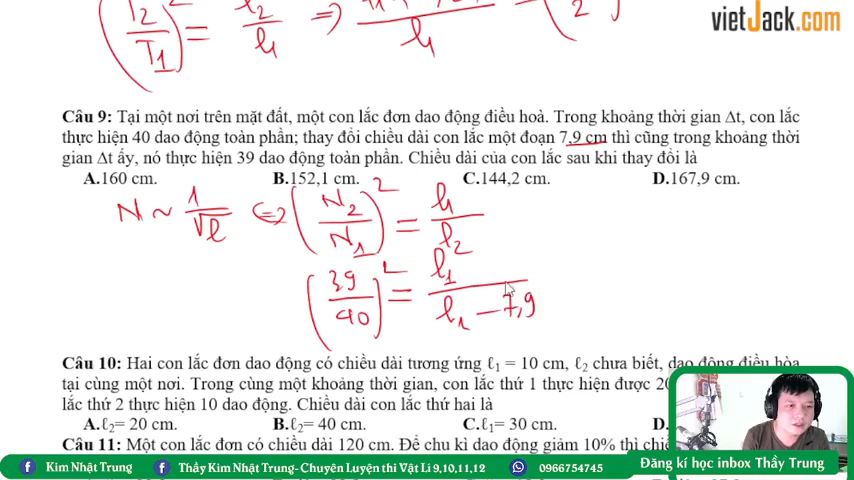 vietJack.com
(T2/T1)² = l2/l1 ⇒
l1
2
Câu 9: Tại một nơi trên mặt đất, một con lắc đơn dao động điều hoà. Trong khoảng thời gian Δt, con lắc
thực hiện 40 dao động toàn phần; thay đổi chiều dài con lắc một đoạn 7,9 cm thì cũng trong khoảng thời
gian Δt ấy, nó thực hiện 39 dao động toàn phần. Chiều dài của con lắc sau khi thay đổi là
A.160 cm. B.152,1 cm. C.144,2 cm. D.167,9 cm.
N ~ 1/√l ⇔ (N2/N1)² = l1/l2
(39/40)² = l1/(l1 − 7,9)
Câu 10: Hai con lắc đơn dao động có chiều dài tương ứng ℓ1 = 10 cm, ℓ2 chưa biết, dao động điều hòa
tại cùng một nơi. Trong cùng một khoảng thời gian, con lắc thứ 1 thực hiện được 20
lắc thứ 2 thực hiện 10 dao động. Chiều dài con lắc thứ hai là
A.ℓ2= 20 cm. B.ℓ2= 40 cm. C.ℓ1= 30 cm. D.
Câu 11: Một con lắc đơn có chiều dài 120 cm. Để chu kì dao động giảm 10% thì
Kim Nhật Trung Thầy Kim Nhật Trung-Chuyên Luyện thi Vật Lí 9,10,11,12 0966754745 Đăng kí học inbox Thầy Trung